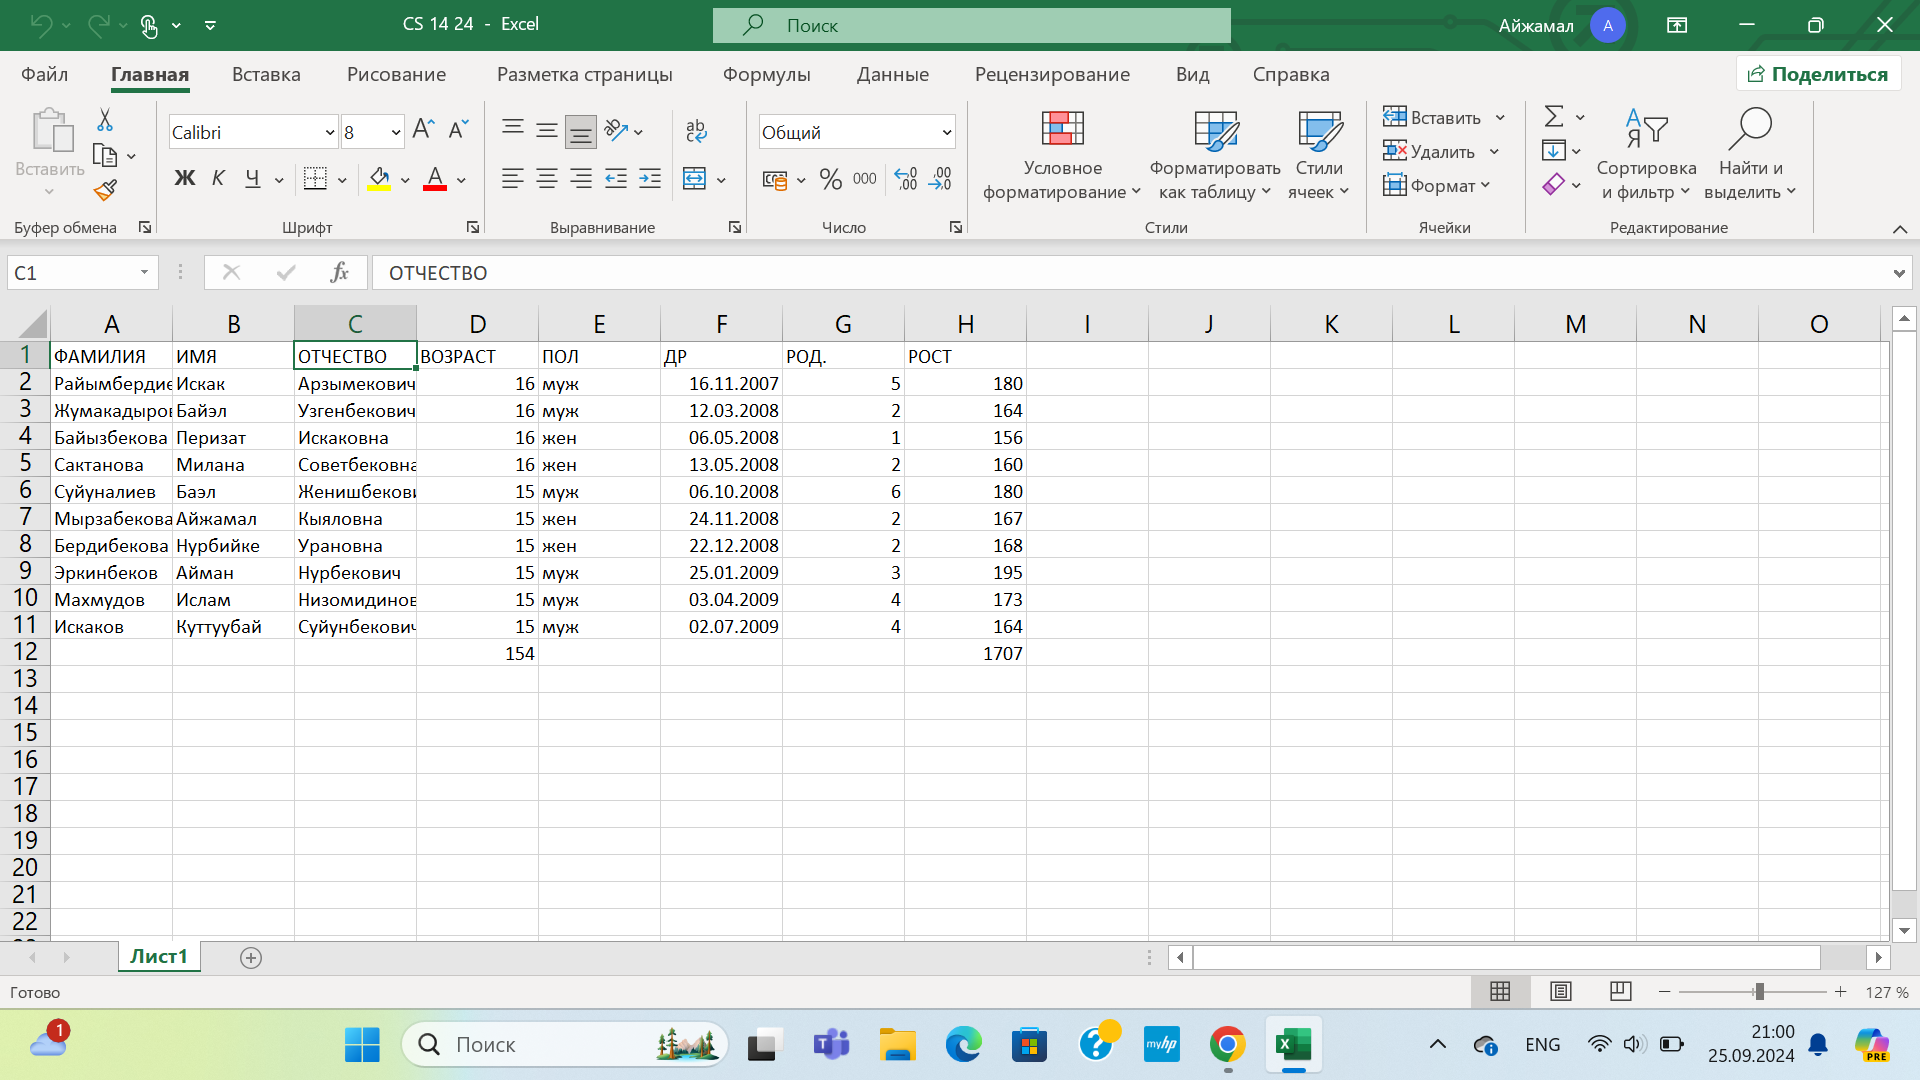 CS 14 24 - Excel
Поиск
Айжамал
А
Файл Главная Вставка Рисование Разметка страницы Формулы Данные Рецензирование Вид Справка Поделиться
Вставить
Calibri 8
Ж К Ч
Общий
% 000
Условное форматирование
Форматировать как таблицу
Стили ячеек
Вставить
Удалить
Формат
Сортировка и фильтр
Найти и выделить
Буфер обмена Шрифт Выравнивание Число Стили Ячейки Редактирование
C1 fx ОТЧЕСТВО
A B C D E F G H I J K L M N O
1 ФАМИЛИЯ ИМЯ ОТЧЕСТВО ВОЗРАСТ ПОЛ ДР РОД. РОСТ
2 Райымбердие Искак Арзымекович 16 муж 16.11.2007 5 180
3 Жумакадыров Байэл Узгенбекович 16 муж 12.03.2008 2 164
4 Байызбекова Перизат Искаковна 16 жен 06.05.2008 1 156
5 Сактанова Милана Советбековна 16 жен 13.05.2008 2 160
6 Суйуналиев Баэл Женишбекови 15 муж 06.10.2008 6 180
7 Мырзабекова Айжамал Кыяловна 15 жен 24.11.2008 2 167
8 Бердибекова Нурбийке Урановна 15 жен 22.12.2008 2 168
9 Эркинбеков Айман Нурбекович 15 муж 25.01.2009 3 195
10 Махмудов Ислам Низомидинов 15 муж 03.04.2009 4 173
11 Искаков Куттуубай Суйунбекович 15 муж 02.07.2009 4 164
12 154 1707
13
14
15
16
17
18
19
20
21
22
Лист1
Готово
127 %
1
Поиск
myhp
ENG
21:00
25.09.2024
PRE